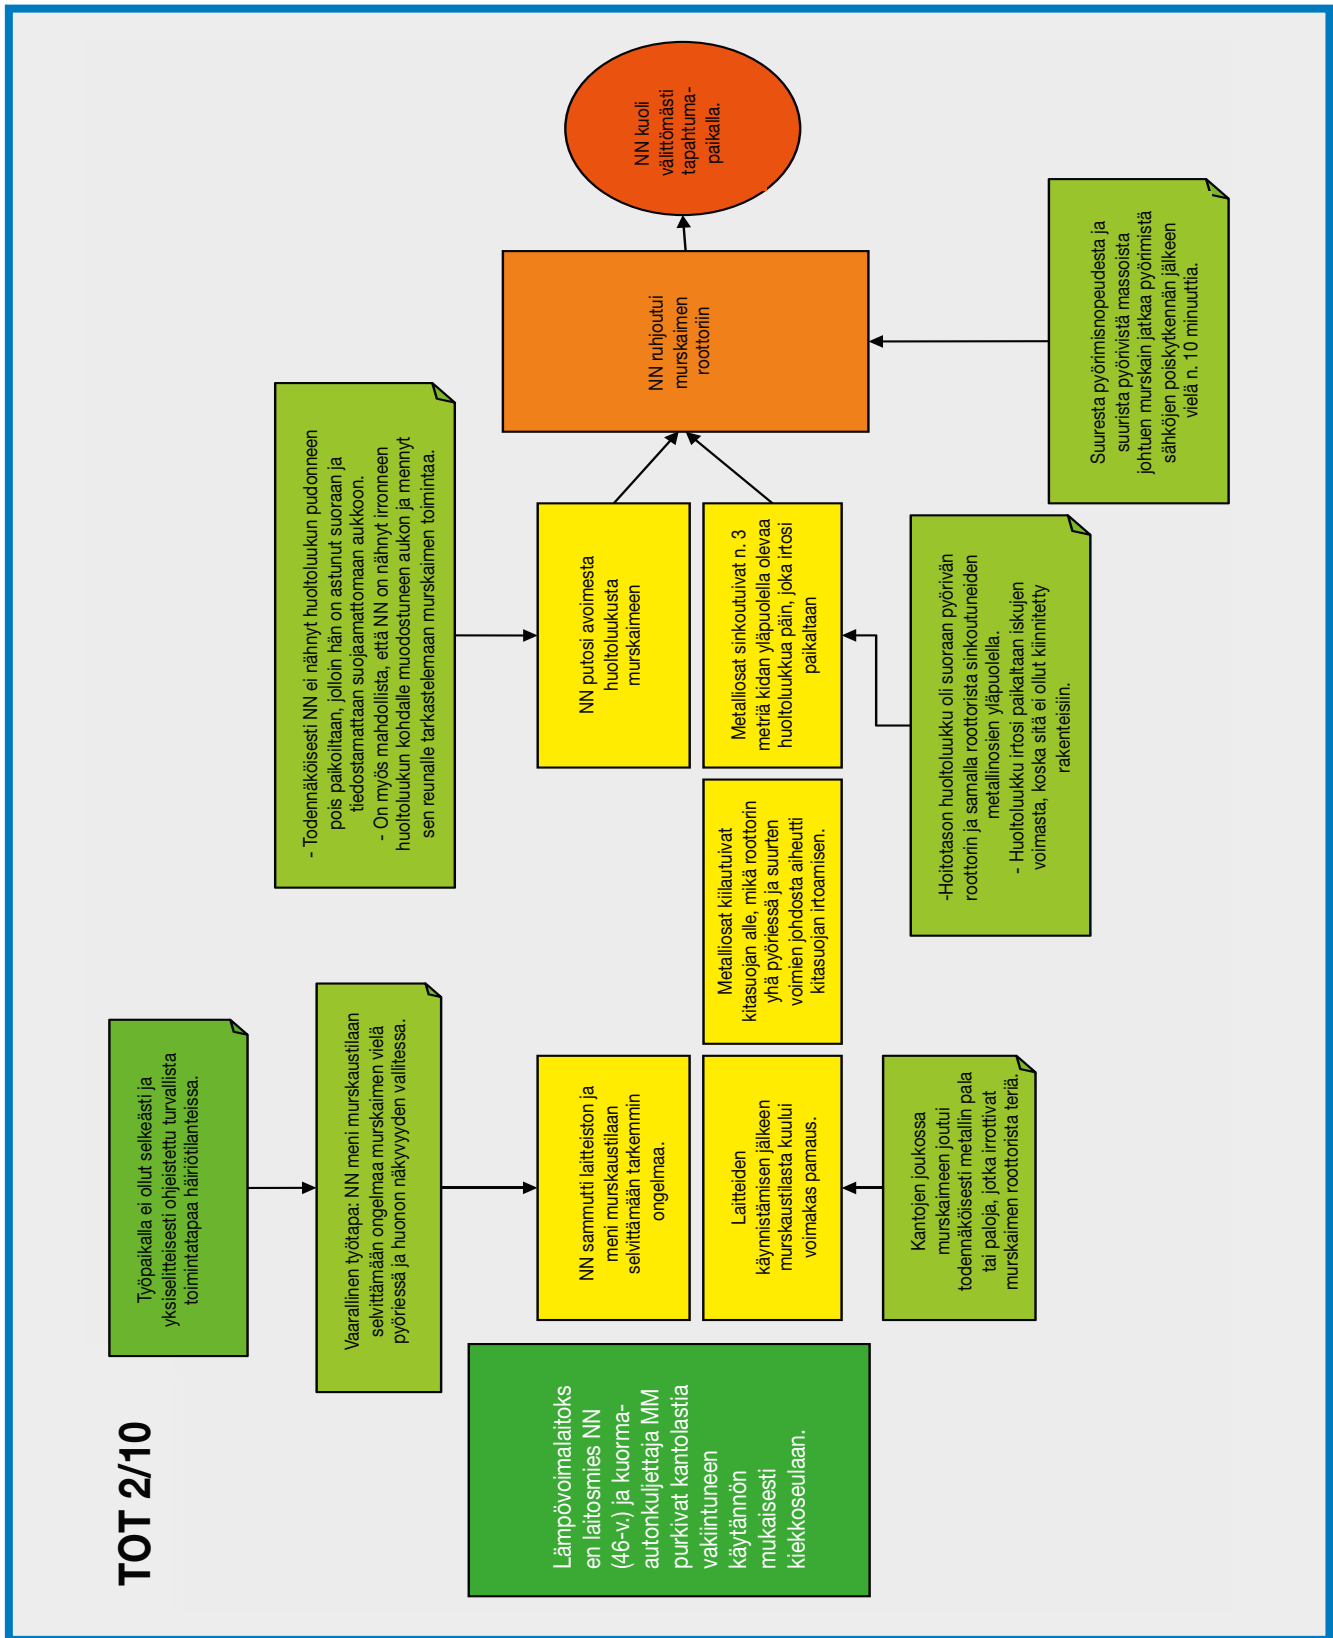 TOT 2/10
Lämpövoimalaitoks
en laitosmies NN
(46-v.) ja kuorma-
autonkuljettaja MM
purkivat kantolastia
vakiintuneen
käytännön
mukaisesti
kiekkoseulaan.
Työpaikalla ei ollut selkeästi ja
yksiselitteisesti ohjeistettu turvallista
toimintatapaa häiriötilanteissa.
Vaarallinen työtapa: NN meni murskaustilaan
selvittämään ongelmaa murskaimen vielä
pyöriessä ja huonon näkyvyyden vallitessa.
NN sammutti laitteiston ja
meni murskaustilaan
selvittämään tarkemmin
ongelmaa.
Laitteiden
käynnistämisen jälkeen
murskaustilasta kuului
voimakas pamaus.
Kantojen joukossa
murskaimeen joutui
todennäköisesti metallin pala
tai paloja, jotka irrottivat
murskaimen roottorista teriä.
Metalliosat kiilautuivat
kitasuojan alle, mikä roottorin
yhä pyöriessä ja suurten
voimien johdosta aiheutti
kitasuojan irtoamisen.
- Todennäköisesti NN ei nähnyt huoltoluukun pudonneen
pois paikoiltaan, jolloin hän on astunut suoraan ja
tiedostamattaan suojaamattomaan aukkoon.
- On myös mahdollista, että NN on nähnyt irronneen
huoltoluukun kohdalle muodostuneen aukon ja mennyt
sen reunalle tarkastelemaan murskaimen toimintaa.
NN putosi avoimesta
huoltoluukusta
murskaimeen
Metalliosat sinkoutuivat n. 3
metriä kidan yläpuolella olevaa
huoltoluukkua päin, joka irtosi
paikaltaan
-Hoitotason huoltoluukku oli suoraan pyörivän
roottorin ja samalla roottorista sinkoutuneiden
metallinosien yläpuolella.
- Huoltoluukku irtosi paikaltaan iskujen
voimasta, koska sitä ei ollut kiinnitetty
rakenteisiin.
NN ruhjoutui
murskaimen
roottoriin
Suuresta pyörimisnopeudesta ja
suurista pyörivistä massoista
johtuen murskain jatkaa pyörimistä
sähköjen poiskytkennän jälkeen
vielä n. 10 minuuttia.
NN kuoli
välittömästi
tapahtuma-
paikalla.